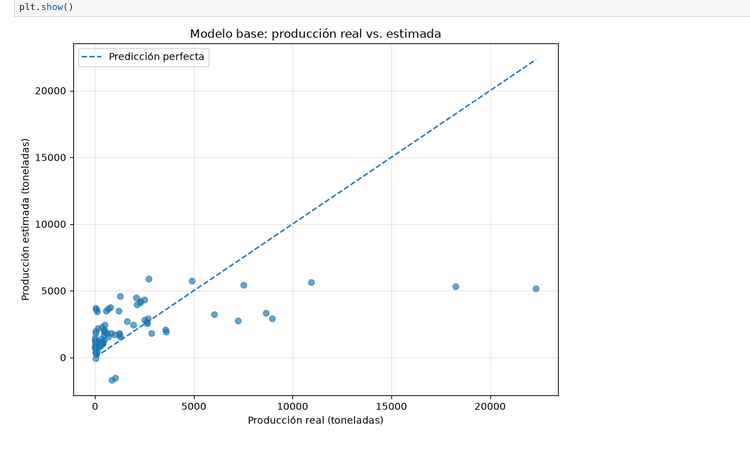 plt.show()
Modelo base: producción real vs. estimada
Predicción perfecta
20000
15000
10000
5000
0
Producción estimada (toneladas)
0 5000 10000 15000 20000
Producción real (toneladas)